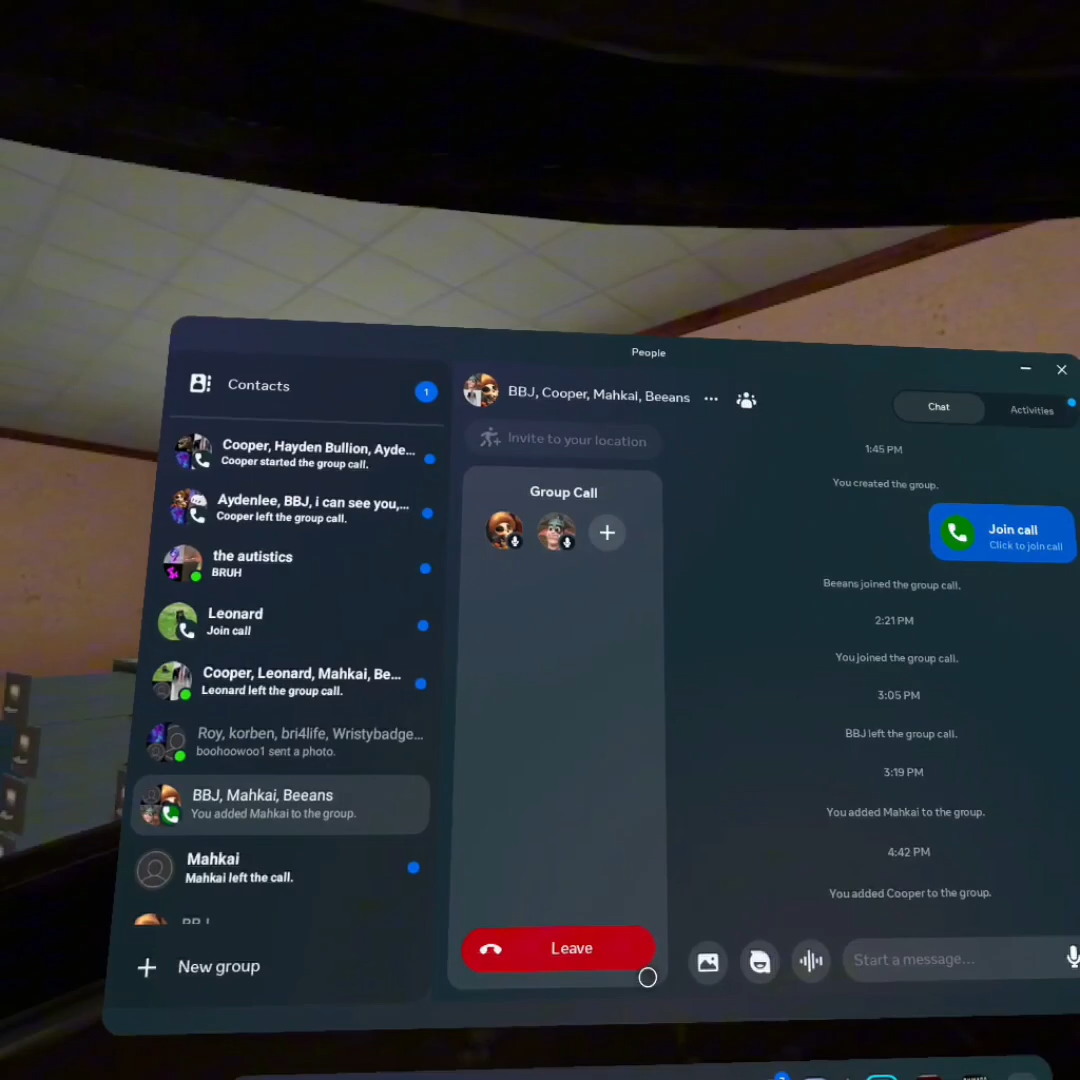 People
Contacts
1
Cooper, Hayden Bullion, Ayde...
Cooper started the group call.
Aydenlee, BBJ, i can see you,...
Cooper left the group call.
the autistics
BRUH
Leonard
Join call
Cooper, Leonard, Mahkai, Be...
Leonard left the group call.
Roy, korben, bri4life, Wristybadge...
boohoowoo1 sent a photo.
BBJ, Mahkai, Beeans
You added Mahkai to the group.
Mahkai
Mahkai left the call.
BBJ
New group
BBJ, Cooper, Mahkai, Beeans
Invite to your location
Group Call
Leave
Chat
Activities
1:45 PM
You created the group.
Join call
Click to join call
Beeans joined the group call.
2:21 PM
You joined the group call.
3:05 PM
BBJ left the group call.
3:19 PM
You added Mahkai to the group.
4:42 PM
You added Cooper to the group.
Start a message...